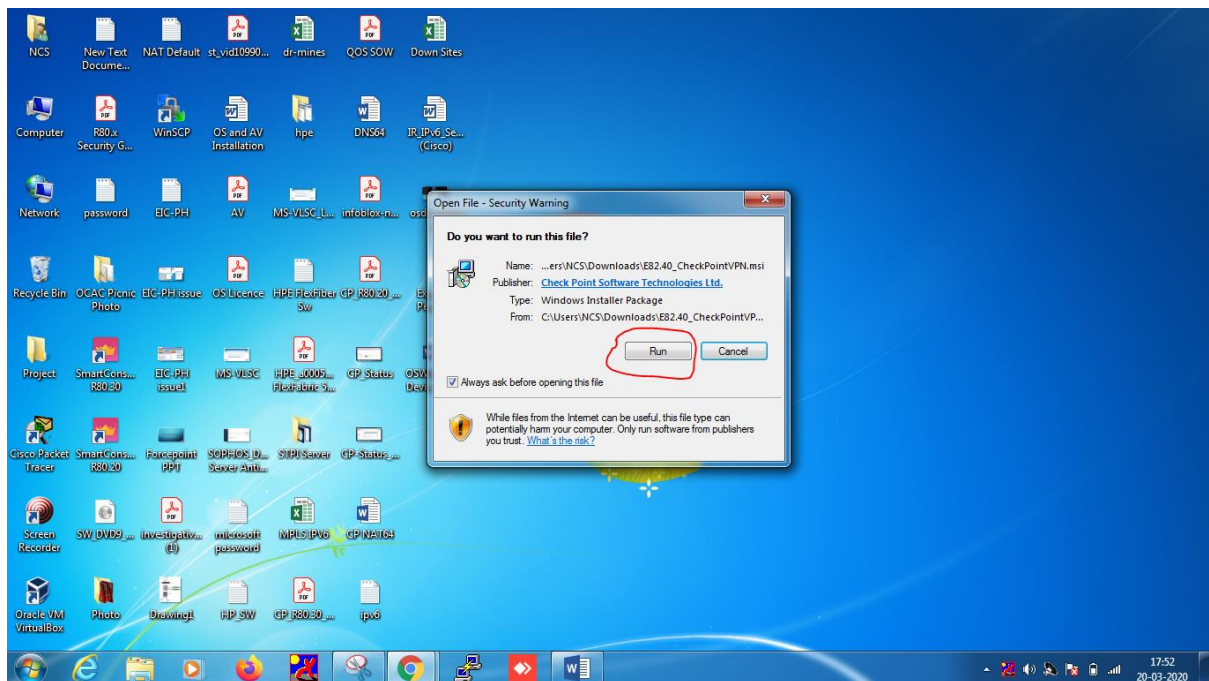 NCS
New Text Docume...
NAT Default
st_vid10990...
dr-mines
QOS SOW
Down Sites
Computer
R80.x Security G...
WinSCP
OS and AV Installation
hpe
DNS64
IR_IPv6_Se... (Cisco)
Network
password
EIC-PH
AV
MS-VLSC_L...
infoblox-n...
Recycle Bin
OCAC Picnic Photo
EIC-PH issue
OS Licence
HPE FlexFiber Sw
CP_R80.20_...
Project
SmartCons... R80.30
EIC-PH issue1
MS-VLSC
HPE_a0005... FlexFabric S...
CP_Status
Cisco Packet Tracer
SmartCons... R80.20
Forcepoint PPT
SOPHOS_D... Server Anti...
STPI Server
CP-Status_...
Screen Recorder
SW_DVD9_...
investigativ... (1)
microsoft password
MPLS IPV6
CP NAT64
Oracle VM VirtualBox
Photo
Drawing1
HP_SW
CP_R80.30_...
ipv6
Open File - Security Warning
Do you want to run this file?
Name: ...ers\NCS\Downloads\E82.40_CheckPointVPN.msi
Publisher: Check Point Software Technologies Ltd.
Type: Windows Installer Package
From: C:\Users\NCS\Downloads\E82.40_CheckPointVP...
Run
Cancel
Always ask before opening this file
While files from the Internet can be useful, this file type can
potentially harm your computer. Only run software from publishers
you trust. What's the risk?
17:52
20-03-2020